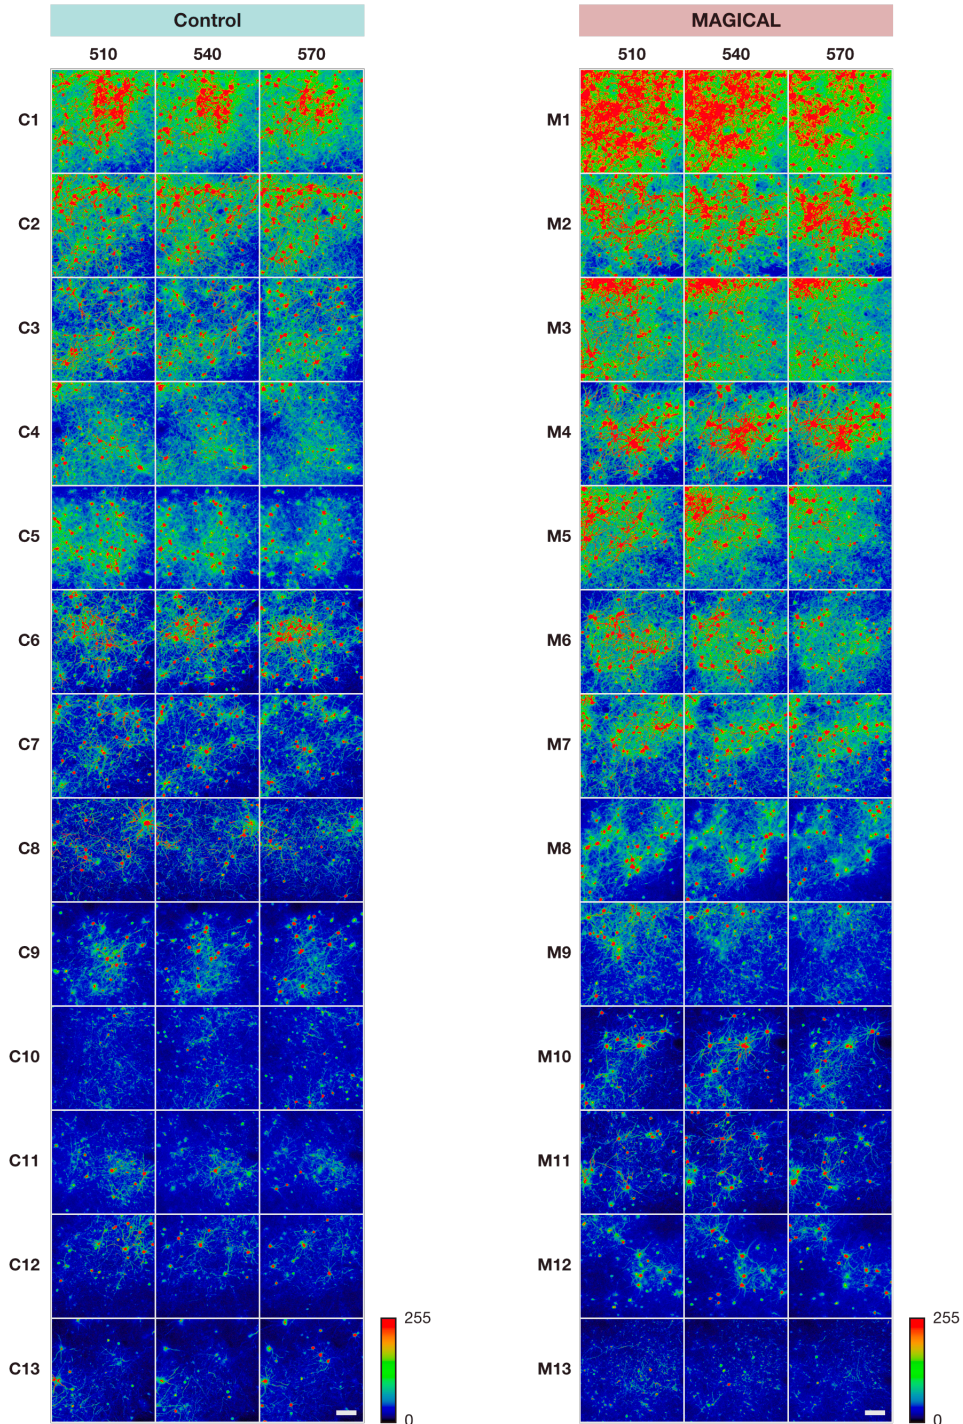 Control MAGICAL
510 540 570 510 540 570
C1 M1
C2 M2
C3 M3
C4 M4
C5 M5
C6 M6
C7 M7
C8 M8
C9 M9
C10 M10
C11 M11
C12 M12
255 255
C13 M13
0 0